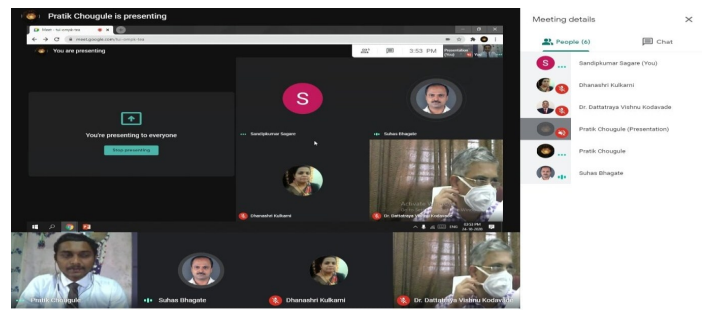 Pratik Chougule is presenting
You are presenting
3:53 PM
You're presenting to everyone
Stop presenting
S
Sandipkumar Sagare
Suhas Bhagate
Dhanashri Kulkarni
Dr. Dattatraya Vishnu Kodavade
ENG
Pratik Chougule
Suhas Bhagate
Dhanashri Kulkarni
Dr. Dattatraya Vishnu Kodavade
Meeting details
People (6)
Chat
S
Sandipkumar Sagare (You)
Dhanashri Kulkarni
Dr. Dattatraya Vishnu Kodavade
Pratik Chougule (Presentation)
Pratik Chougule
Suhas Bhagate